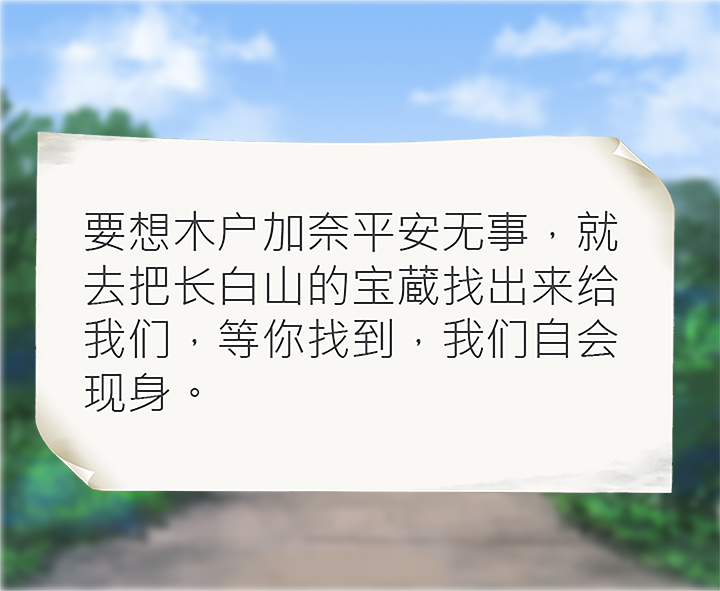 要想木户加奈平安无事，就
去把长白山的宝蔵找出来给
我们，等你找到，我们自会
现身。